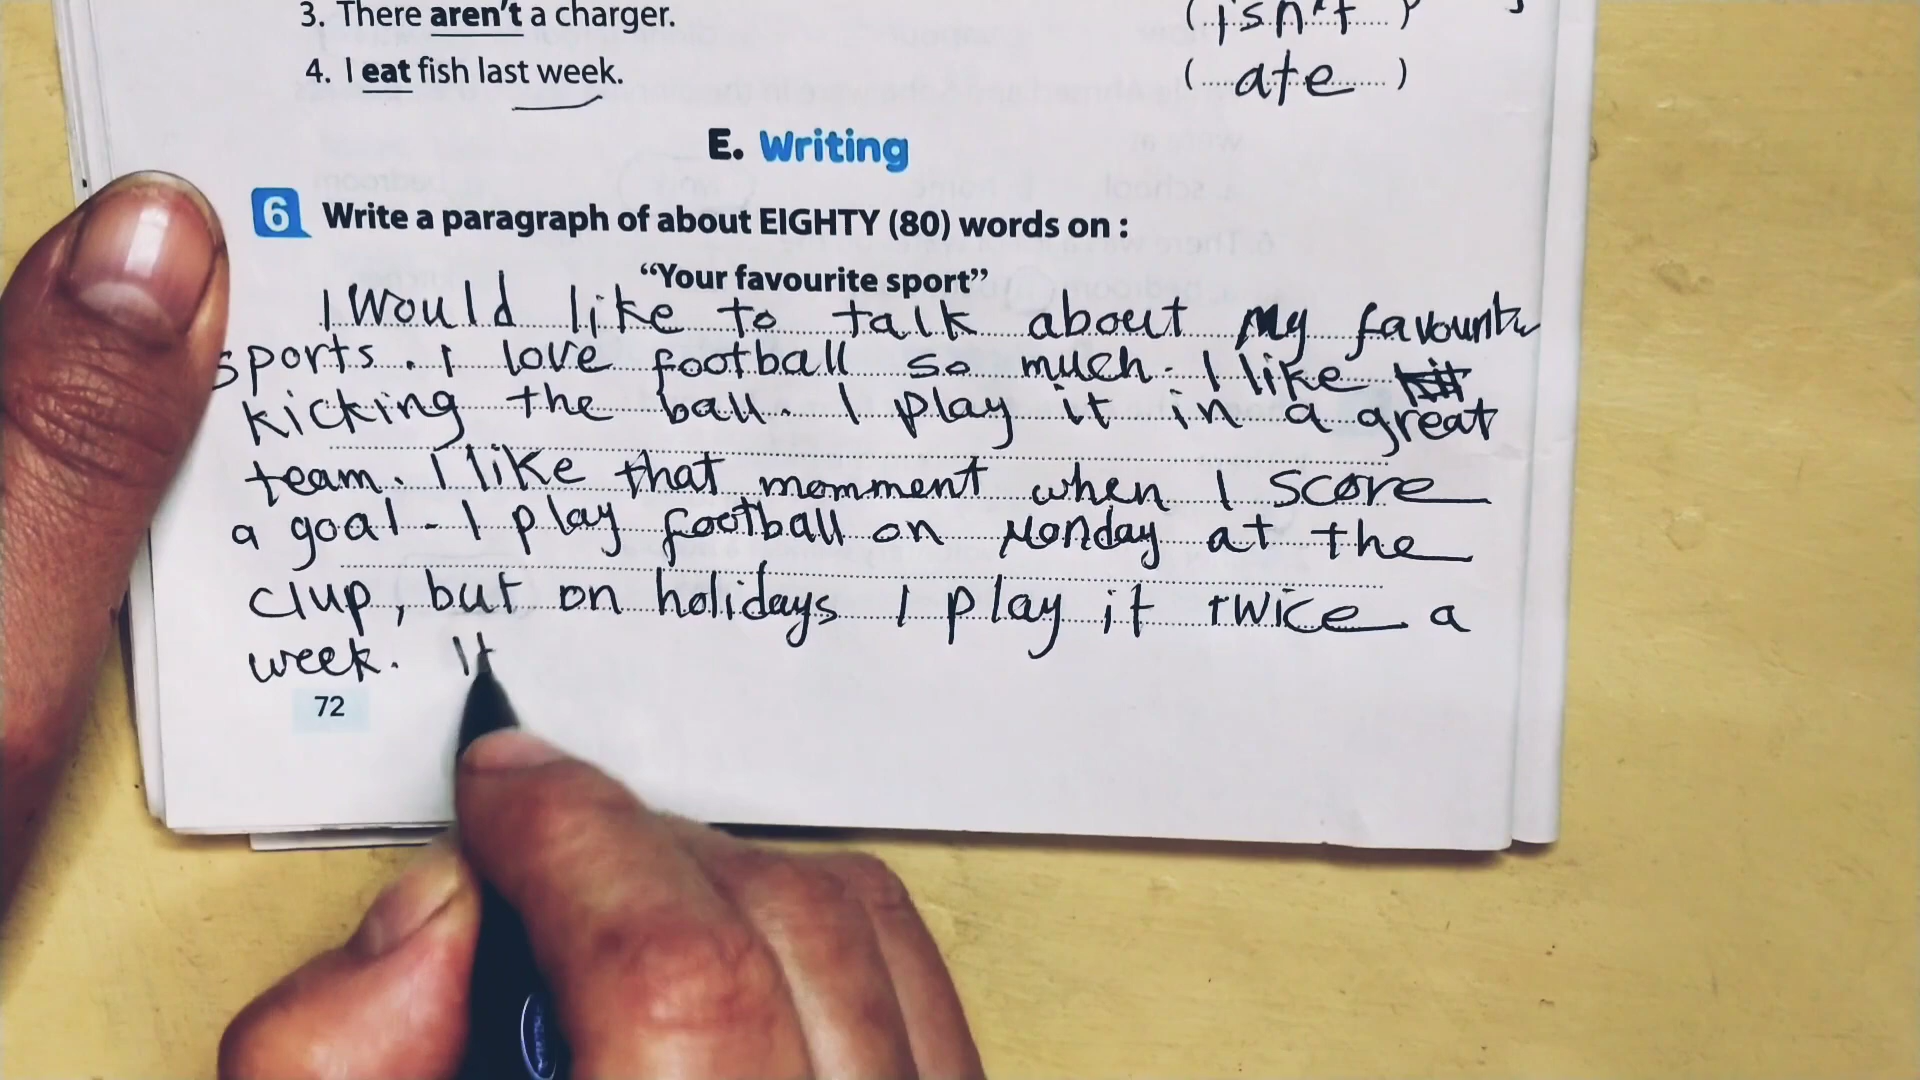 3. There aren't a charger. (isn't)
4. I eat fish last week. (ate)
E. Writing
6 Write a paragraph of about EIGHTY (80) words on :
"Your favourite sport"
I Would like to talk about My
sports. I love football so much. I like
kicking the ball. I play it in a great
team. I like that momment when I score
a goal. I play football on Monday at the
clup, but on holidays I play it twice a
week. It
72